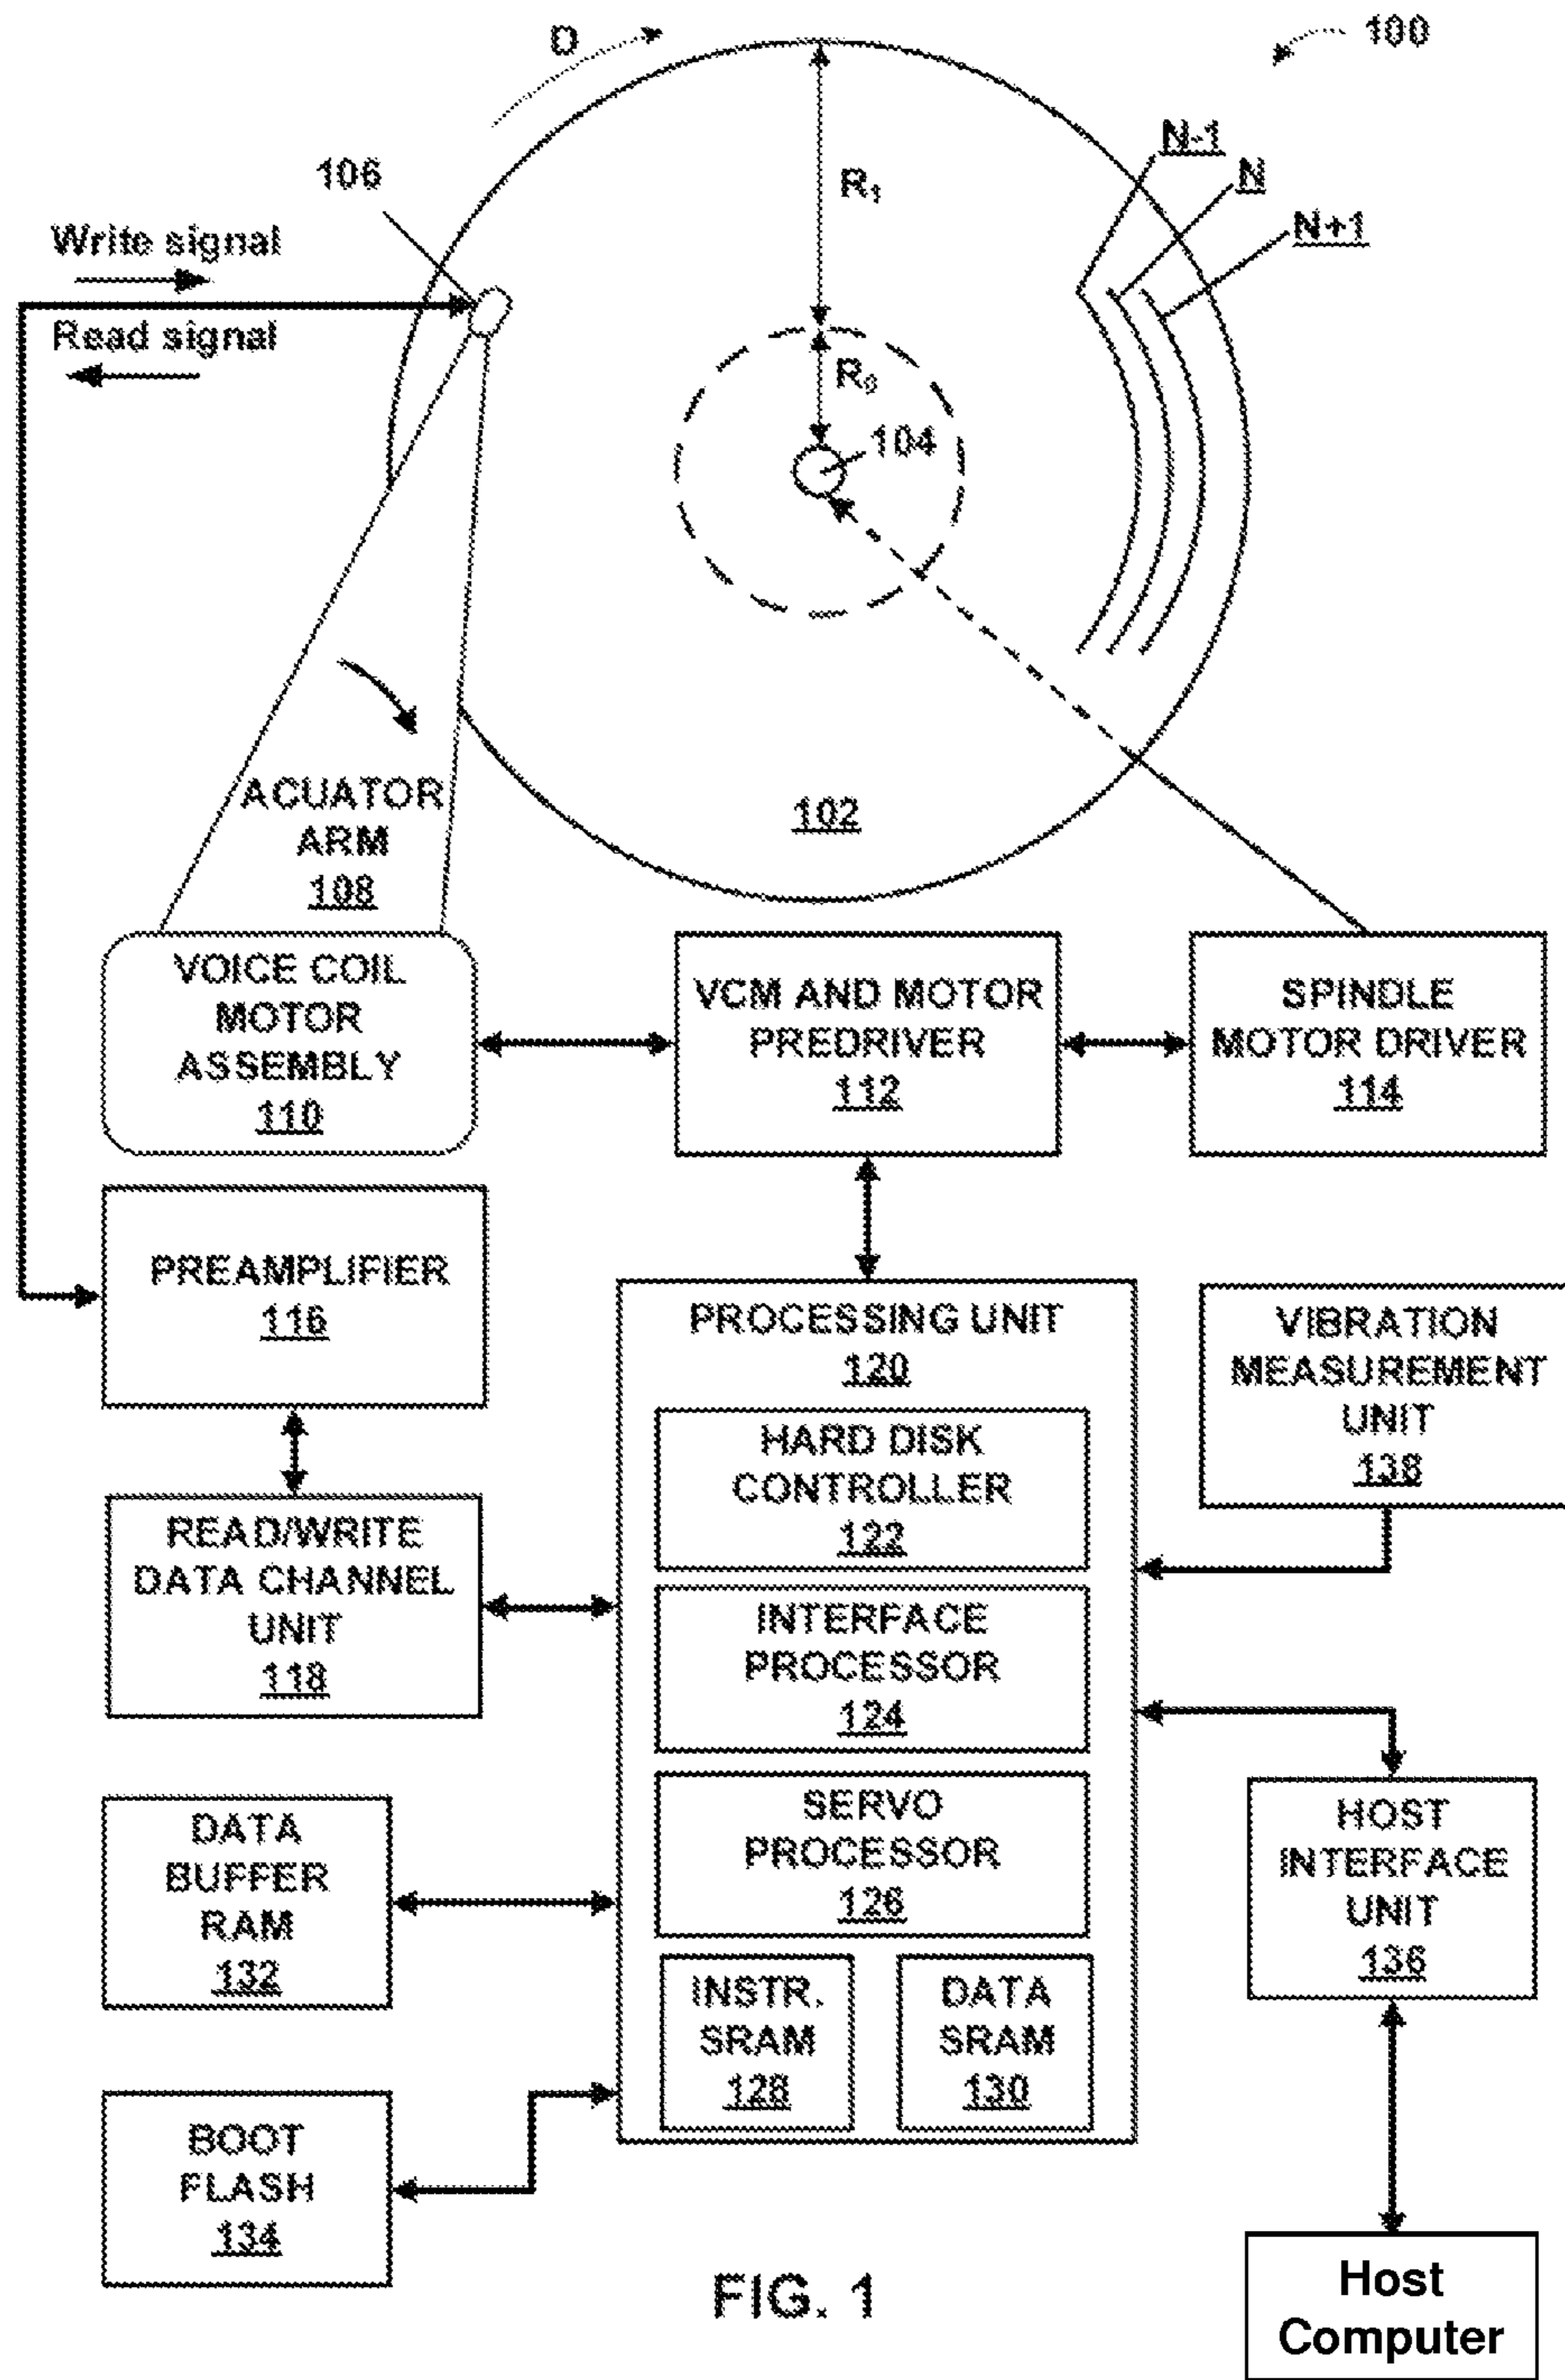 D
100
N-1
N
N+1
106
R₁
Write signal
Read signal
R₀
104
102
ACUATOR
ARM
108
VOICE COIL
MOTOR
ASSEMBLY
110
VCM AND MOTOR
PREDRIVER
112
SPINDLE
MOTOR DRIVER
114
PREAMPLIFIER
116
PROCESSING UNIT
120
VIBRATION
MEASUREMENT
UNIT
138
HARD DISK
CONTROLLER
122
READ/WRITE
DATA CHANNEL
UNIT
118
INTERFACE
PROCESSOR
124
SERVO
PROCESSOR
126
DATA
BUFFER
RAM
132
HOST
INTERFACE
UNIT
136
INSTR.
SRAM
128
DATA
SRAM
130
BOOT
FLASH
134
Host
Computer
FIG. 1